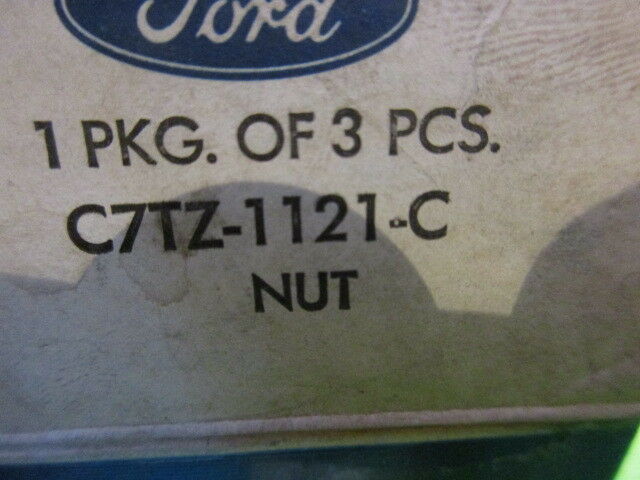 Ford
1 PKG. OF 3 PCS.
C7TZ-1121-C
NUT